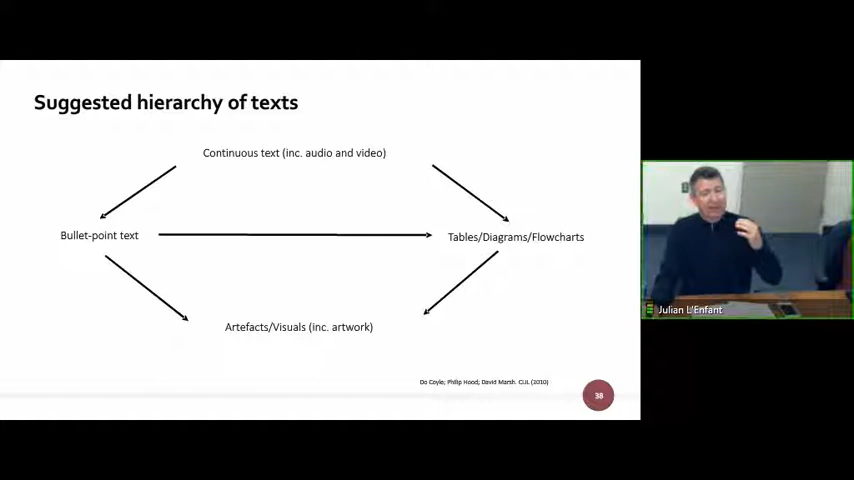 Suggested hierarchy of texts
Continuous text (inc. audio and video)
Bullet-point text
Tables/Diagrams/Flowcharts
Artefacts/Visuals (inc. artwork)
Do Coyle; Philip Hood; David Marsh. CLIL (2010)
38
Julian L'Enfant